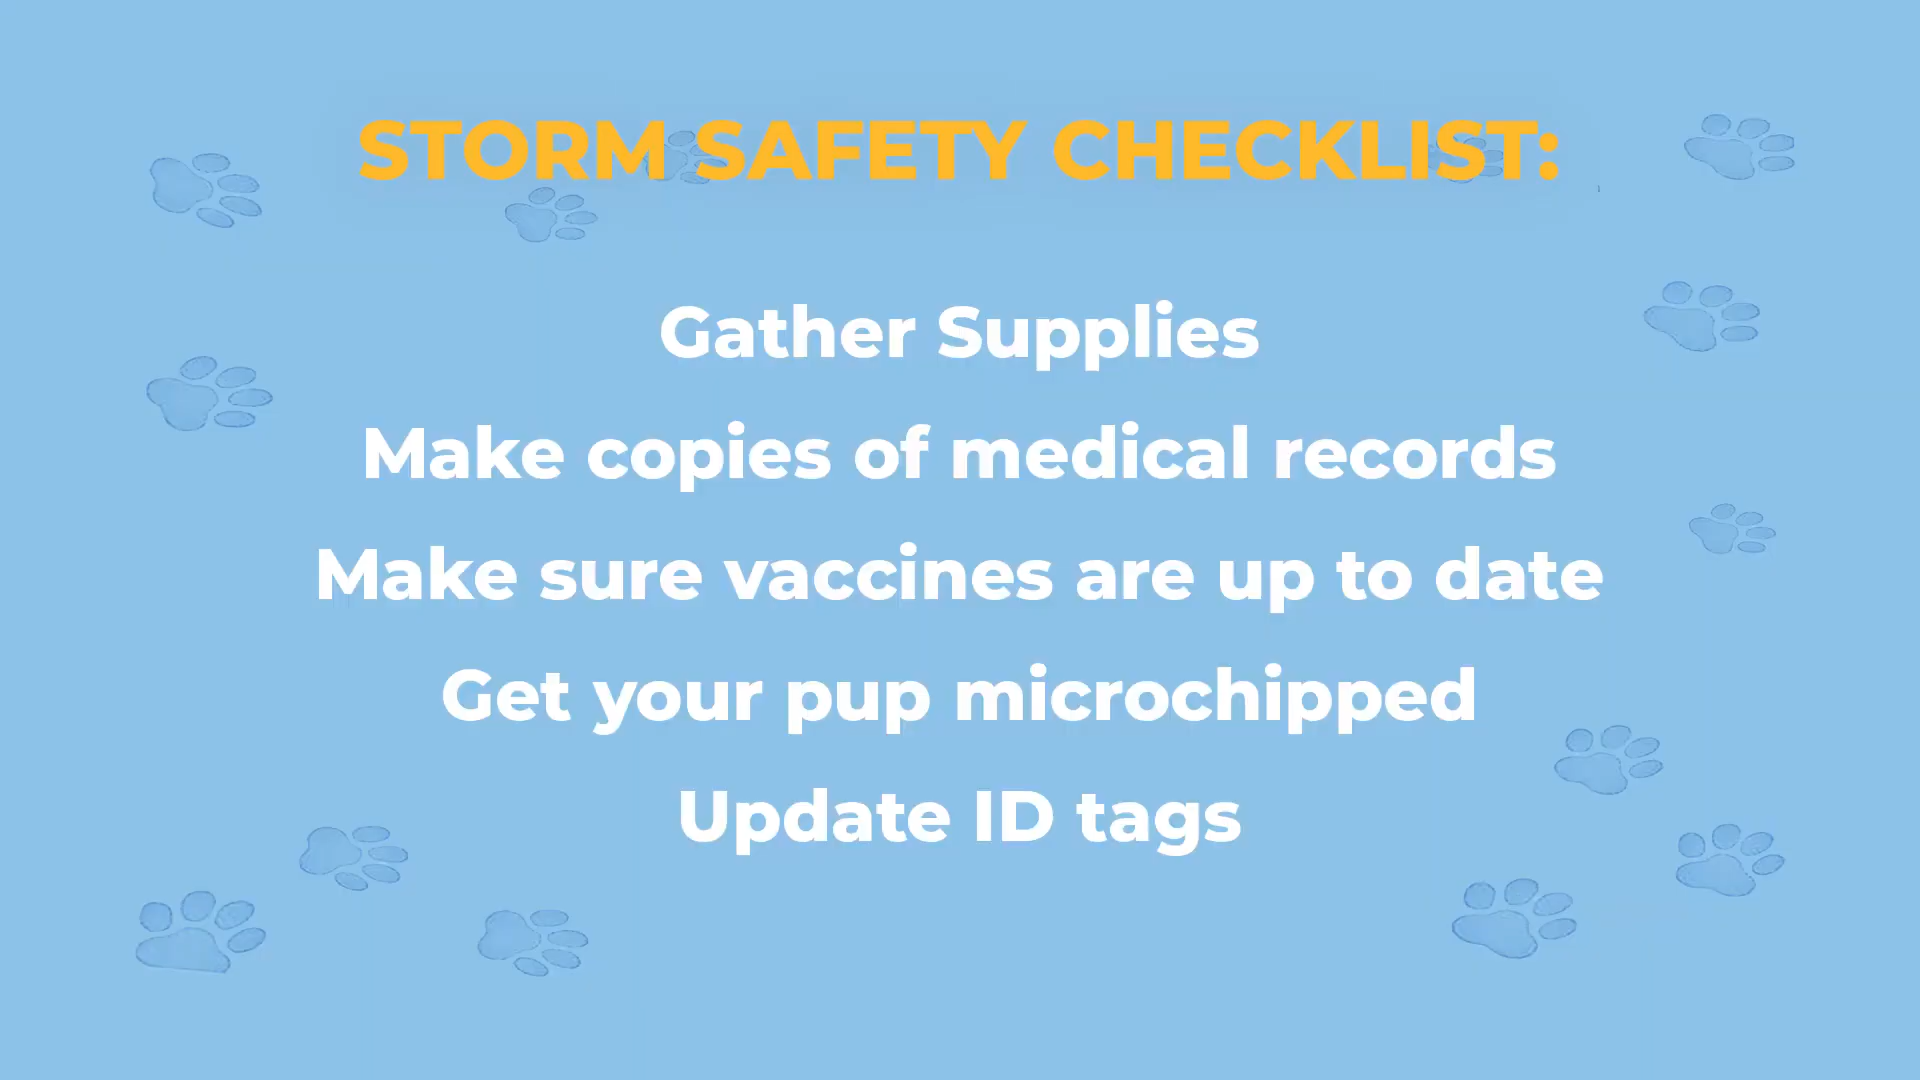 STORM SAFETY CHECKLIST:
Gather Supplies
Make copies of medical records
Make sure vaccines are up to date
Get your pup microchipped
Update ID tags